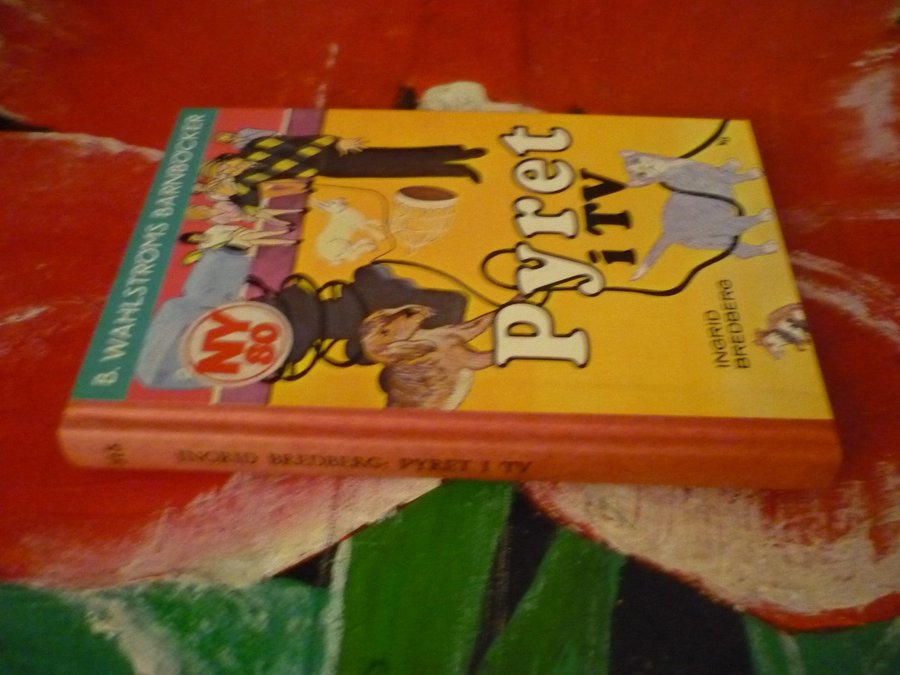 B. WAHLSTRÖMS BARNBÖCKER
Pyret
i TV
INGRID
BREDBERG
NY
80
INGRID BREDBERG: PYRET I TV